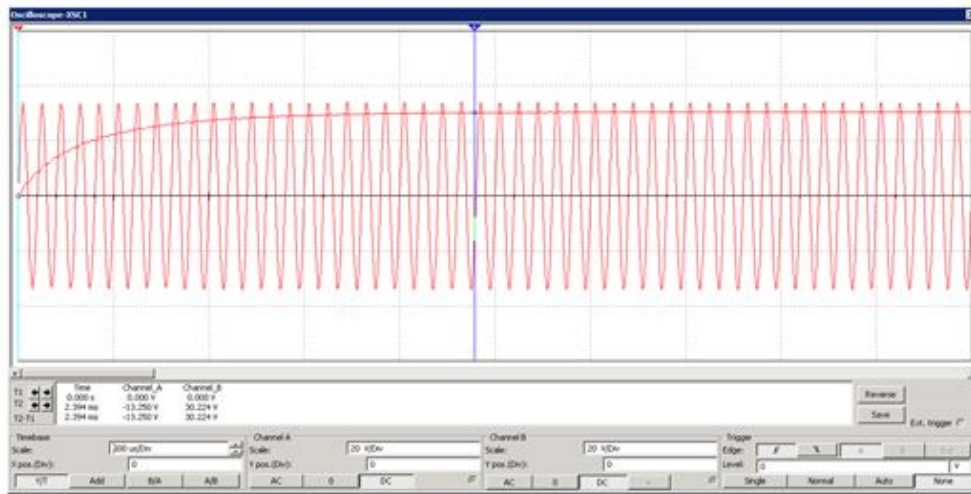 Oscilloscope-XSC1
Time Channel_A Channel_B
T1 0.000 s 0.000 V 0.000 V
T2 2.394 ms -13.250 V 30.224 V
T2-T1 2.394 ms -13.250 V 30.224 V
Reverse
Save
Ext. trigger
Timebase Channel A Channel B Trigger
Scale: 200 us/Div Scale: 20 V/Div Scale: 20 V/Div Edge:
X pos.(Div): 0 Y pos.(Div): 0 Y pos.(Div): 0 Level: 0 V
Y/T Add B/A A/B AC 0 DC AC 0 DC - Single Normal Auto None